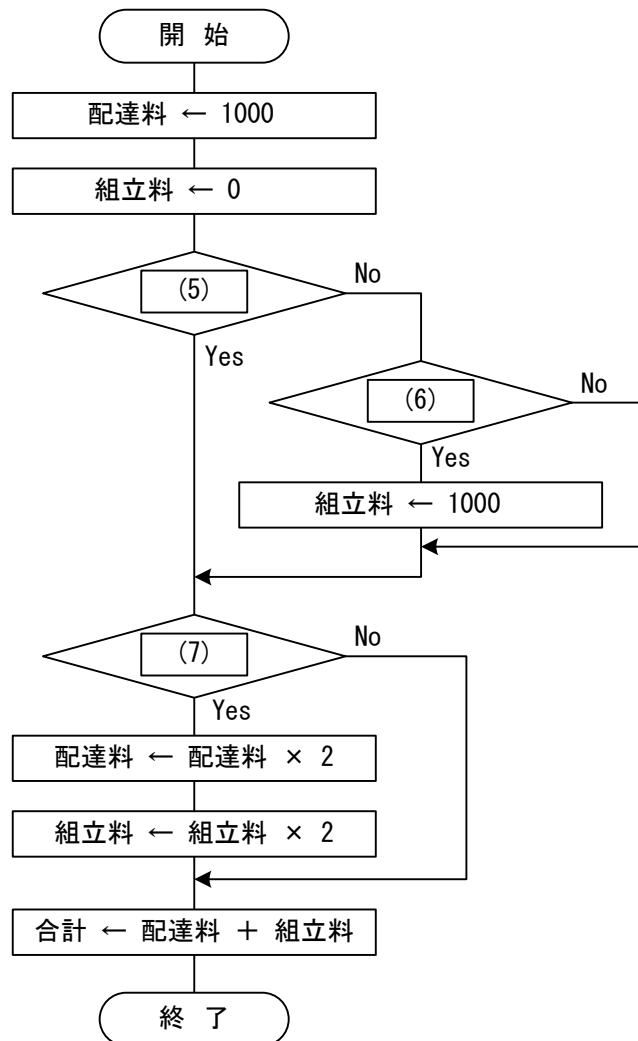 開 始
配達料 ← 1000
組立料 ← 0
(5)
No
Yes
(6)
No
Yes
組立料 ← 1000
(7)
No
Yes
配達料 ← 配達料 × 2
組立料 ← 組立料 × 2
合計 ← 配達料 + 組立料
終 了